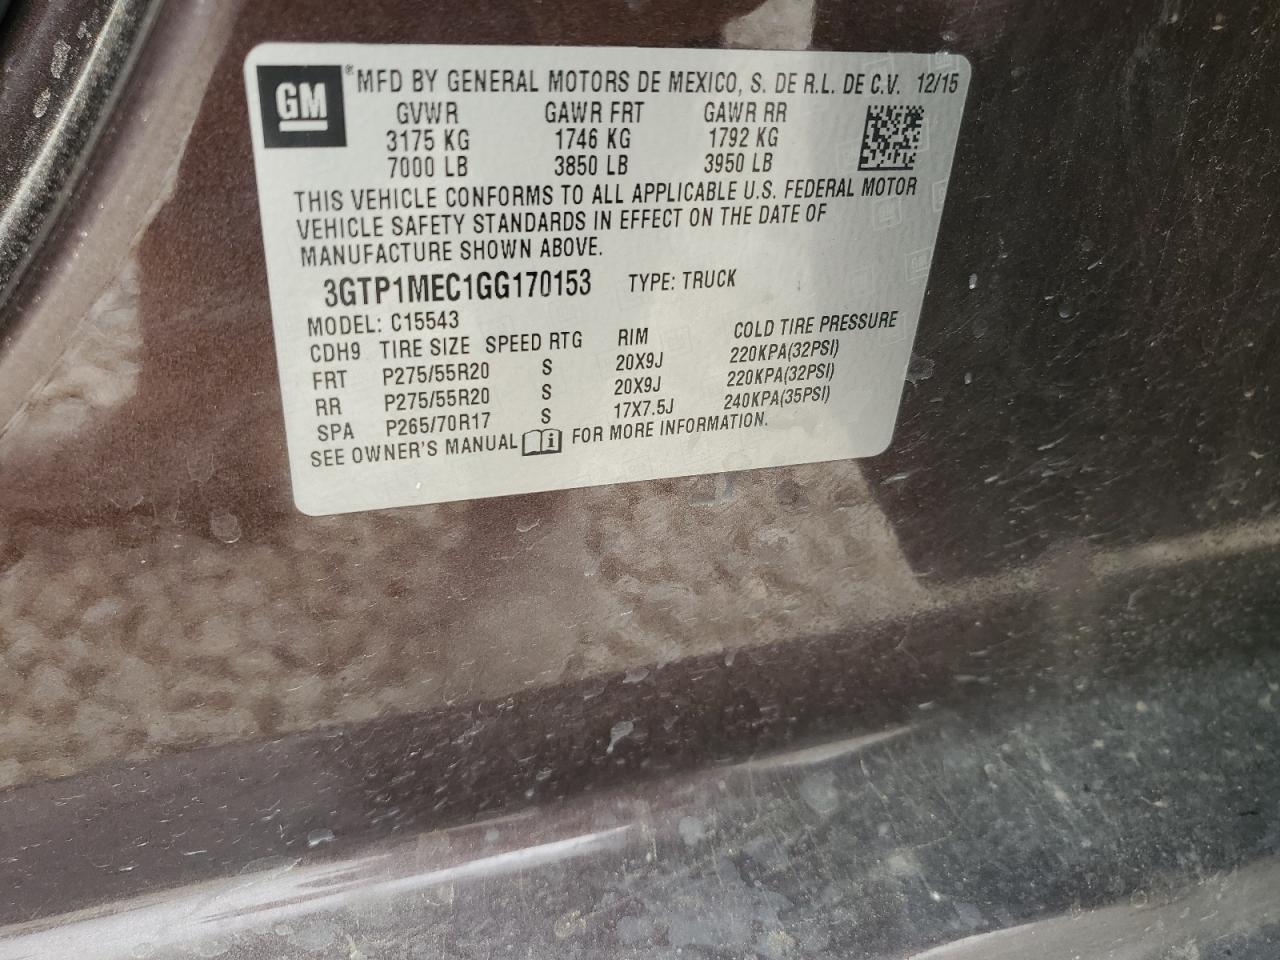 GM ® MFD BY GENERAL MOTORS DE MEXICO, S. DE R.L. DE C.V. 12/15
GVWR GAWR FRT GAWR RR
3175 KG 1746 KG 1792 KG
7000 LB 3850 LB 3950 LB
THIS VEHICLE CONFORMS TO ALL APPLICABLE U.S. FEDERAL MOTOR
VEHICLE SAFETY STANDARDS IN EFFECT ON THE DATE OF
MANUFACTURE SHOWN ABOVE.
3GTP1MEC1GG170153 TYPE: TRUCK
MODEL: C15543
CDH9 TIRE SIZE SPEED RTG RIM COLD TIRE PRESSURE
FRT P275/55R20 S 20X9J 220KPA(32PSI)
RR P275/55R20 S 20X9J 220KPA(32PSI)
SPA P265/70R17 S 17X7.5J 240KPA(35PSI)
SEE OWNER'S MANUAL i FOR MORE INFORMATION.